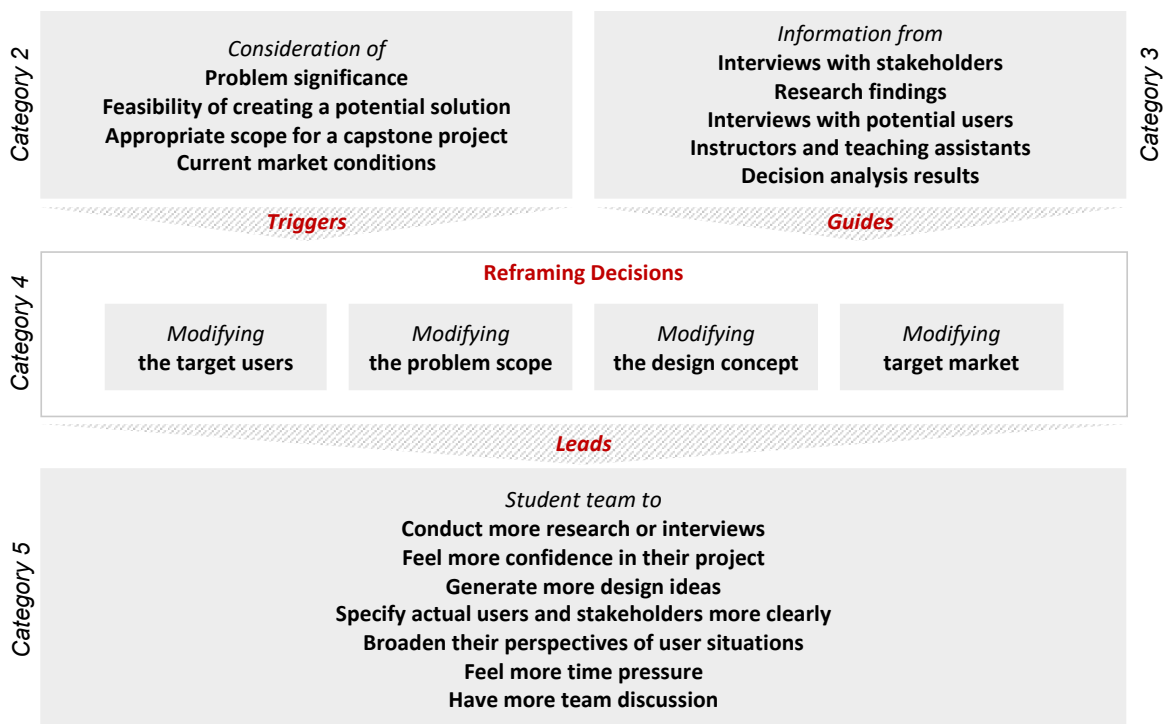 Category 2
Consideration of
Problem significance
Feasibility of creating a potential solution
Appropriate scope for a capstone project
Current market conditions
Information from
Interviews with stakeholders
Research findings
Interviews with potential users
Instructors and teaching assistants
Decision analysis results
Category 3
Triggers
Guides
Category 4
Reframing Decisions
Modifying
the target users
Modifying
the problem scope
Modifying
the design concept
Modifying
target market
Leads
Category 5
Student team to
Conduct more research or interviews
Feel more confidence in their project
Generate more design ideas
Specify actual users and stakeholders more clearly
Broaden their perspectives of user situations
Feel more time pressure
Have more team discussion